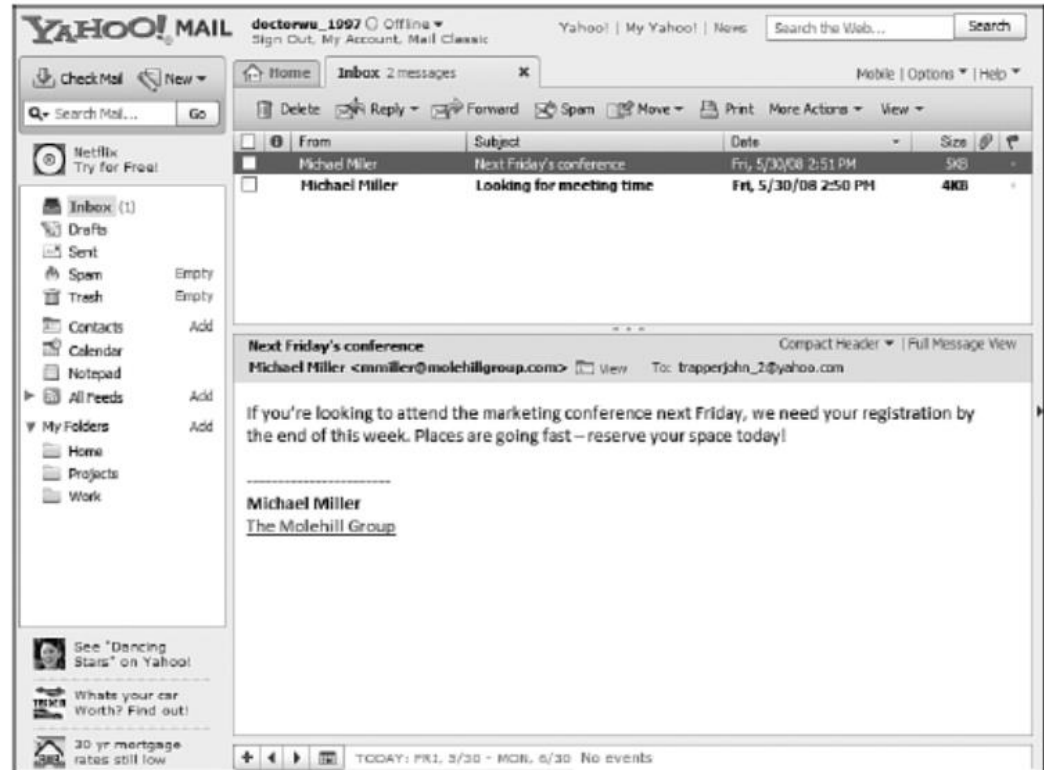 YAHOO! MAIL
doctorwu_1997 Offline
Sign Out, My Account, Mail Classic
Yahoo! | My Yahoo! | News
Search the Web...
Search
Check Mail New
Home
Inbox 2 messages
Mobile | Options | Help
Search Mail... Go
Delete Reply Forward Spam Move Print More Actions View
From Subject Date Size
Michael Miller Next Friday's conference Fri, 5/30/08 2:51 PM 5KB
Michael Miller Looking for meeting time Fri, 5/30/08 2:50 PM 4KB
Netflix
Try for Free!
Inbox (1)
Drafts
Sent
Spam Empty
Trash Empty
Contacts Add
Calendar
Notepad
All Feeds Add
My Folders Add
Home
Projects
Work
See "Dancing
Stars" on Yahoo!
Whats your car
Worth? Find out!
30 yr mortgage
rates still low
Next Friday's conference
Compact Header | Full Message View
Michael Miller <mmiller@molehillgroup.com> View To: trapperjohn_2@yahoo.com
If you're looking to attend the marketing conference next Friday, we need your registration by
the end of this week. Places are going fast – reserve your space today!
------------------------
Michael Miller
The Molehill Group
TODAY: FRI, 5/30 - MON, 6/30 No events